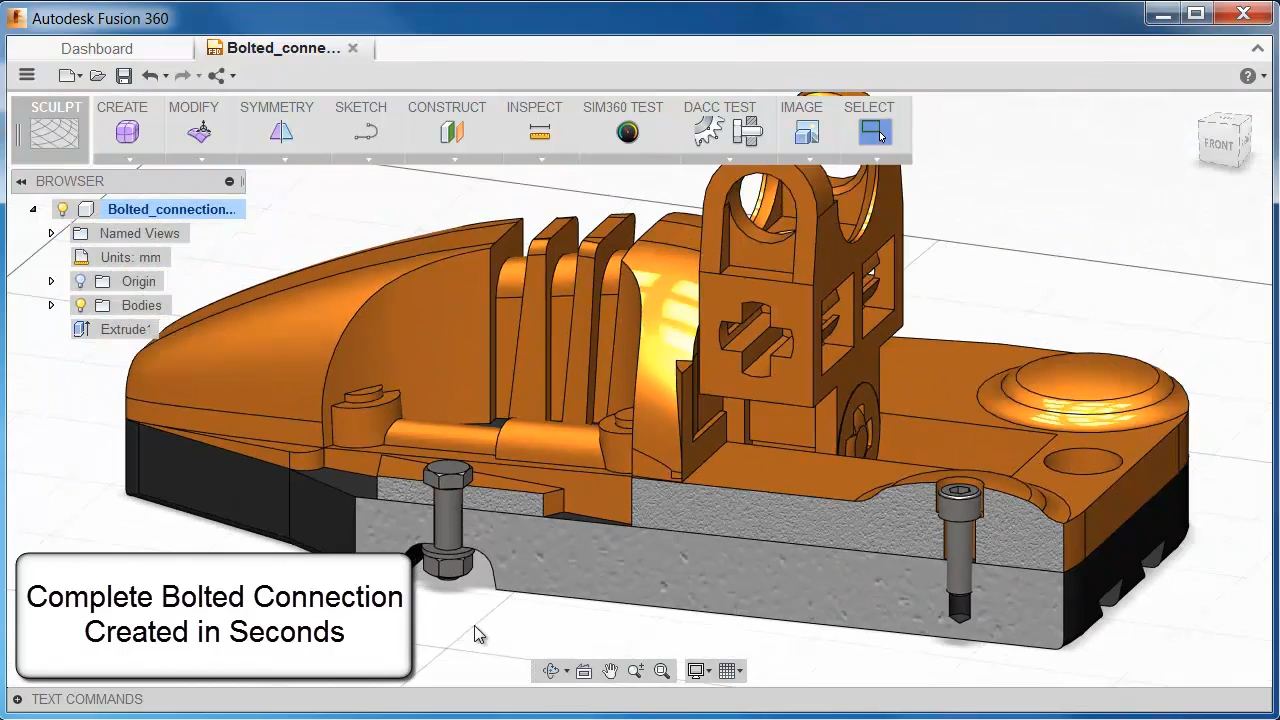 Autodesk Fusion 360
Dashboard
Bolted_conne...
SCULPT
CREATE
MODIFY
SYMMETRY
SKETCH
CONSTRUCT
INSPECT
SIM360 TEST
DACC TEST
IMAGE
SELECT
FRONT
BROWSER
Bolted_connection...
Named Views
Units: mm
Origin
Bodies
Extrude1
Complete Bolted Connection
Created in Seconds
TEXT COMMANDS